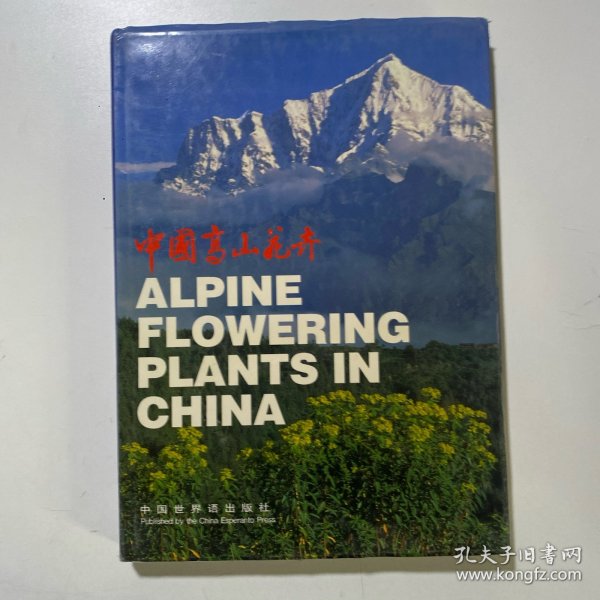 中国高山花卉
ALPINE
FLOWERING
PLANTS IN
CHINA
中国世界语出版社
Published by the China Esperanto Press
孔夫子旧书网
www.kongfz.com